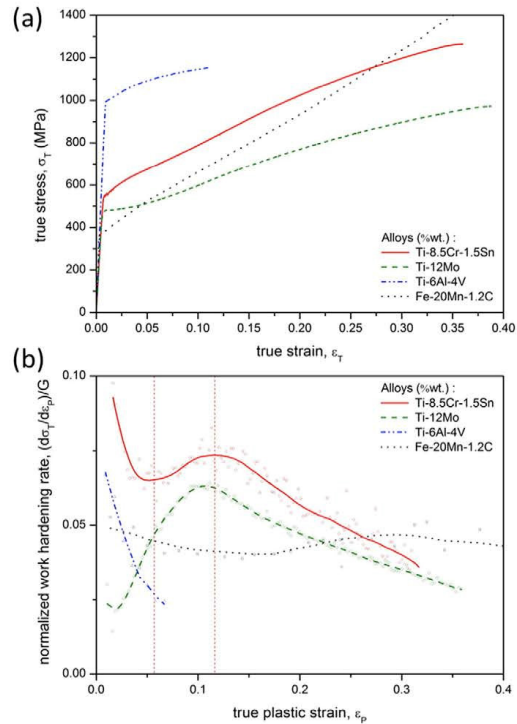 (a)
1400
1200
1000
800
600
400
200
0
true stress, σT (MPa)
Alloys (%wt.) :
Ti-8.5Cr-1.5Sn
Ti-12Mo
Ti-6Al-4V
Fe-20Mn-1.2C
0.00 0.05 0.10 0.15 0.20 0.25 0.30 0.35 0.40
true strain, εT
(b)
0.10
0.05
0.00
normalized work hardening rate, (dσT/dεP)/G
Alloys (%wt.) :
Ti-8.5Cr-1.5Sn
Ti-12Mo
Ti-6Al-4V
Fe-20Mn-1.2C
0.0 0.1 0.2 0.3 0.4
true plastic strain, εP